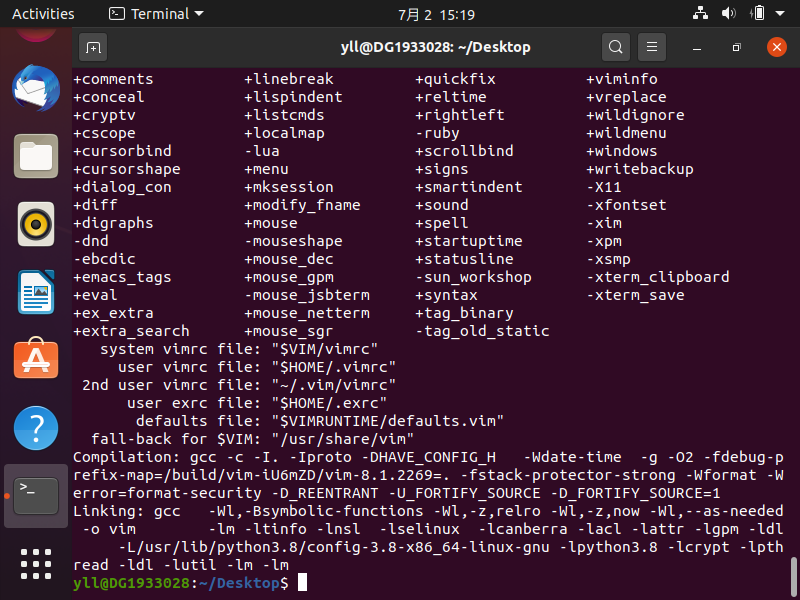 Activities Terminal 7月 2 15:19
yll@DG1933028: ~/Desktop
+comments +linebreak +quickfix +viminfo
+conceal +lispindent +reltime +vreplace
+cryptv +listcmds +rightleft +wildignore
+cscope +localmap -ruby +wildmenu
+cursorbind -lua +scrollbind +windows
+cursorshape +menu +signs +writebackup
+dialog_con +mksession +smartindent -X11
+diff +modify_fname +sound -xfontset
+digraphs +mouse +spell -xim
-dnd -mouseshape +startuptime -xpm
-ebcdic +mouse_dec +statusline -xsmp
+emacs_tags +mouse_gpm -sun_workshop -xterm_clipboard
+eval -mouse_jsbterm +syntax -xterm_save
+ex_extra +mouse_netterm +tag_binary
+extra_search +mouse_sgr -tag_old_static
system vimrc file: "$VIM/vimrc"
user vimrc file: "$HOME/.vimrc"
2nd user vimrc file: "~/.vim/vimrc"
user exrc file: "$HOME/.exrc"
defaults file: "$VIMRUNTIME/defaults.vim"
fall-back for $VIM: "/usr/share/vim"
Compilation: gcc -c -I. -Iproto -DHAVE_CONFIG_H -Wdate-time -g -O2 -fdebug-p
refix-map=/build/vim-iU6mZD/vim-8.1.2269=. -fstack-protector-strong -Wformat -W
error=format-security -D_REENTRANT -U_FORTIFY_SOURCE -D_FORTIFY_SOURCE=1
Linking: gcc -Wl,-Bsymbolic-functions -Wl,-z,relro -Wl,-z,now -Wl,--as-needed
-o vim -lm -ltinfo -lnsl -lselinux -lcanberra -lacl -lattr -lgpm -ldl
-L/usr/lib/python3.8/config-3.8-x86_64-linux-gnu -lpython3.8 -lcrypt -lpth
read -ldl -lutil -lm -lm
yll@DG1933028:~/Desktop$